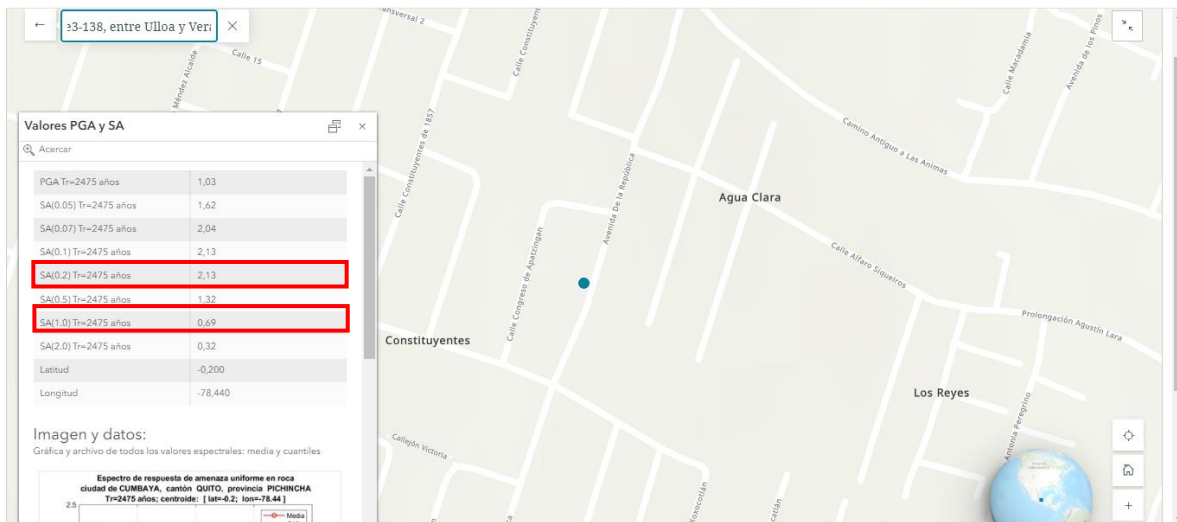 ←
e3-138, entre Ulloa y Vera
×
Transversal 2
Calle 15
Méndez Alcalde
Calle Constituyent
Calle Constituyentes de 1857
Calle Macadamia
Avenida de los Pinos
Camino Antiguo a Las Animas
Valores PGA y SA
×
Acercar
PGA Tr=2475 años 1,03
SA(0.05) Tr=2475 años 1,62
SA(0.07) Tr=2475 años 2,04
SA(0.1) Tr=2475 años 2,13
SA(0.2) Tr=2475 años 2,13
SA(0.5) Tr=2475 años 1,32
SA(1.0) Tr=2475 años 0,69
SA(2.0) Tr=2475 años 0,32
Latitud -0,200
Longitud -78,440
Avenida De la República
Agua Clara
Calle Congreso de Apatzingan
Calle Alfaro Siqueiros
Prolongación Agustín Lara
Constituyentes
Los Reyes
Antonia Peregrino
Callejón Victoria
Xoxocotlán
Imagen y datos:
Gráfica y archivo de todos los valores espectrales: media y cuantiles
Espectro de respuesta de amenaza uniforme en roca
ciudad de CUMBAYA, cantón QUITO, provincia PICHINCHA
Tr=2475 años; centroide: [ lat=-0.2; lon=-78.44 ]
2.5
Media
+